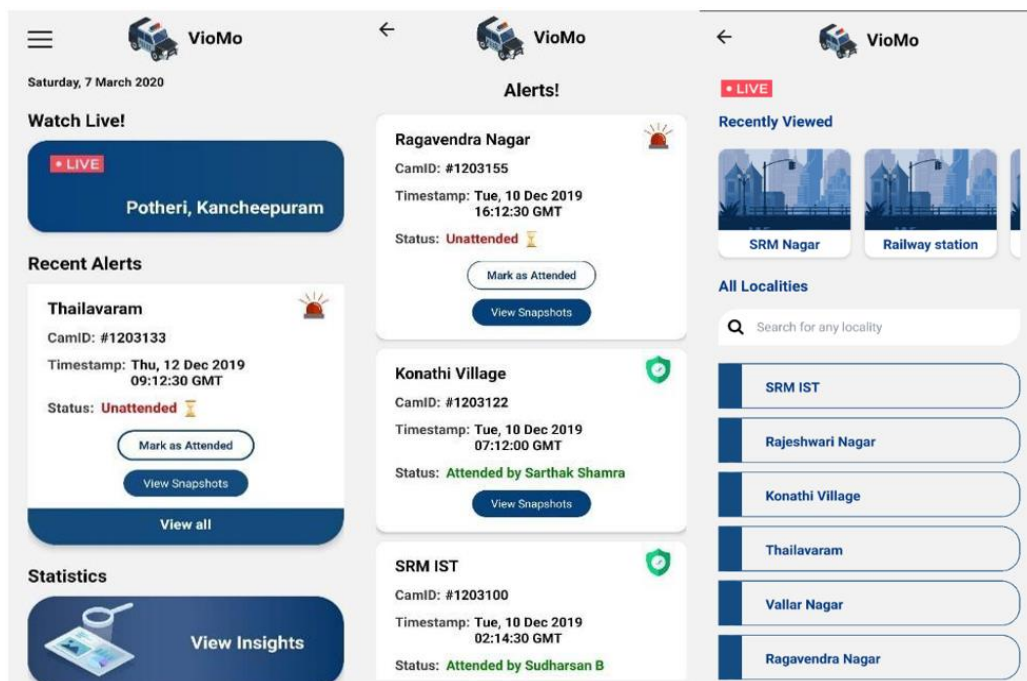 VioMo
Saturday, 7 March 2020
Watch Live!
• LIVE
Potheri, Kancheepuram
Recent Alerts
Thailavaram
CamID: #1203133
Timestamp: Thu, 12 Dec 2019
09:12:30 GMT
Status: Unattended
Mark as Attended
View Snapshots
View all
Statistics
View Insights
VioMo
Alerts!
Ragavendra Nagar
CamID: #1203155
Timestamp: Tue, 10 Dec 2019
16:12:30 GMT
Status: Unattended
Mark as Attended
View Snapshots
Konathi Village
CamID: #1203122
Timestamp: Tue, 10 Dec 2019
07:12:00 GMT
Status: Attended by Sarthak Shamra
View Snapshots
SRM IST
CamID: #1203100
Timestamp: Tue, 10 Dec 2019
02:14:30 GMT
Status: Attended by Sudharsan B
VioMo
• LIVE
Recently Viewed
SRM Nagar
Railway station
All Localities
Search for any locality
SRM IST
Rajeshwari Nagar
Konathi Village
Thailavaram
Vallar Nagar
Ragavendra Nagar